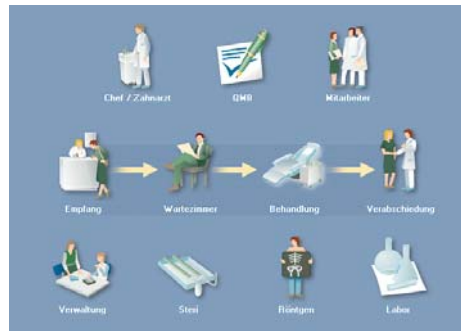 Chef / Zahnarzt
QMB
Mitarbeiter
Empfang
Wartezimmer
Behandlung
Verabschiedung
Verwaltung
Steri
Röntgen
Labor